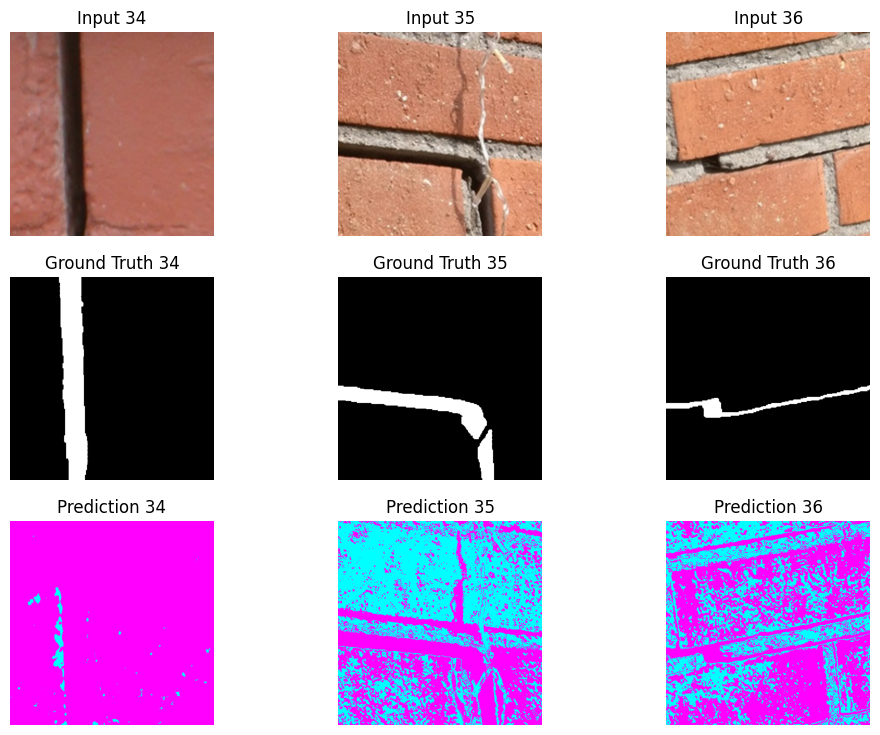 Input 34
Input 35
Input 36
Ground Truth 34
Ground Truth 35
Ground Truth 36
Prediction 34
Prediction 35
Prediction 36